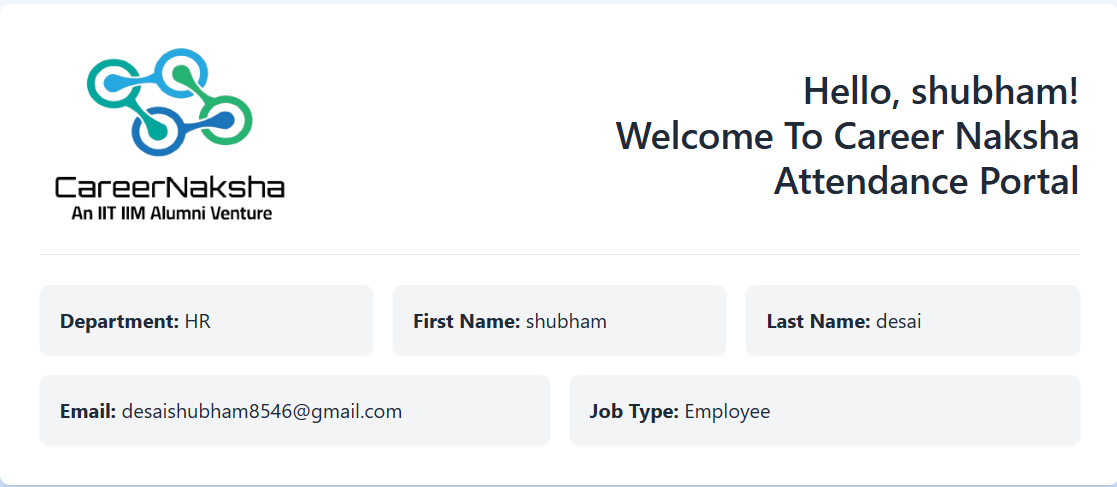 CareerNaksha
An IIT IIM Alumni Venture
Hello, shubham!
Welcome To Career Naksha
Attendance Portal
Department: HR
First Name: shubham
Last Name: desai
Email: desaishubham8546@gmail.com
Job Type: Employee